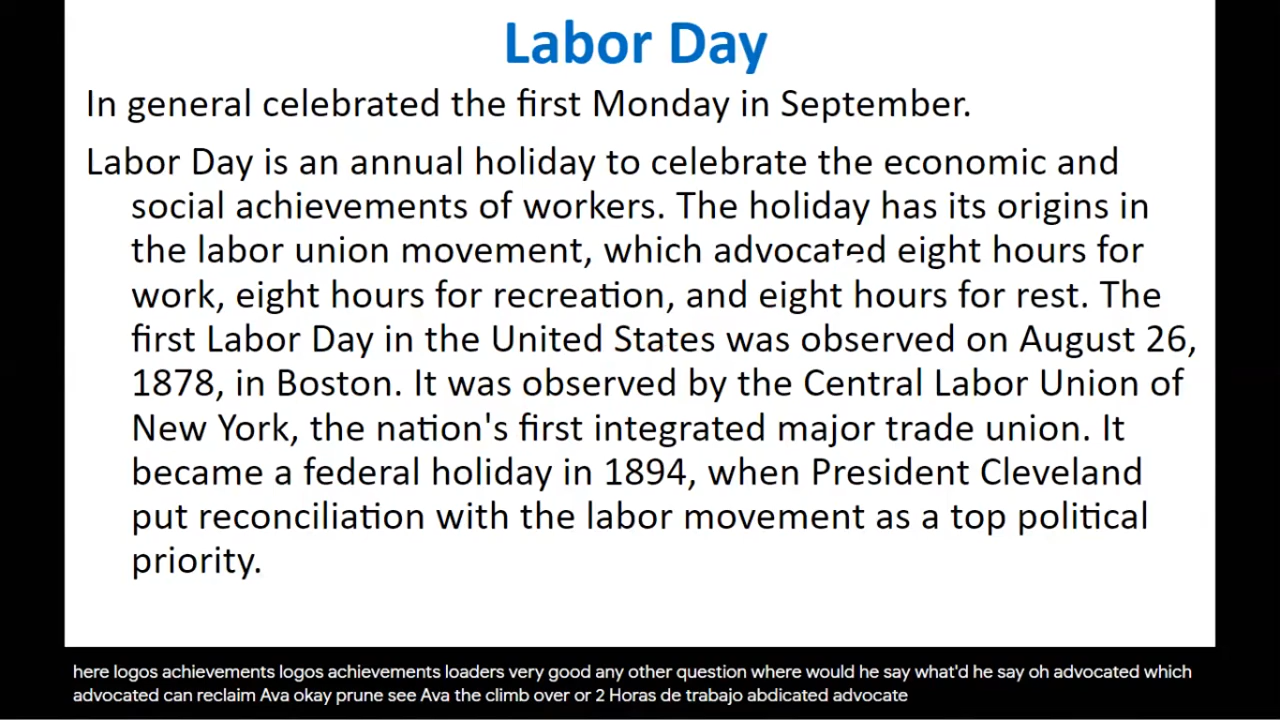 Labor Day
In general celebrated the first Monday in September.
Labor Day is an annual holiday to celebrate the economic and
social achievements of workers. The holiday has its origins in
the labor union movement, which advocated eight hours for
work, eight hours for recreation, and eight hours for rest. The
first Labor Day in the United States was observed on August 26,
1878, in Boston. It was observed by the Central Labor Union of
New York, the nation's first integrated major trade union. It
became a federal holiday in 1894, when President Cleveland
put reconciliation with the labor movement as a top political
priority.
here logos achievements logos achievements loaders very good any other question where would he say what'd he say oh advocated which
advocated can reclaim Ava okay prune see Ava the climb over or 2 Horas de trabajo abdicated advocate